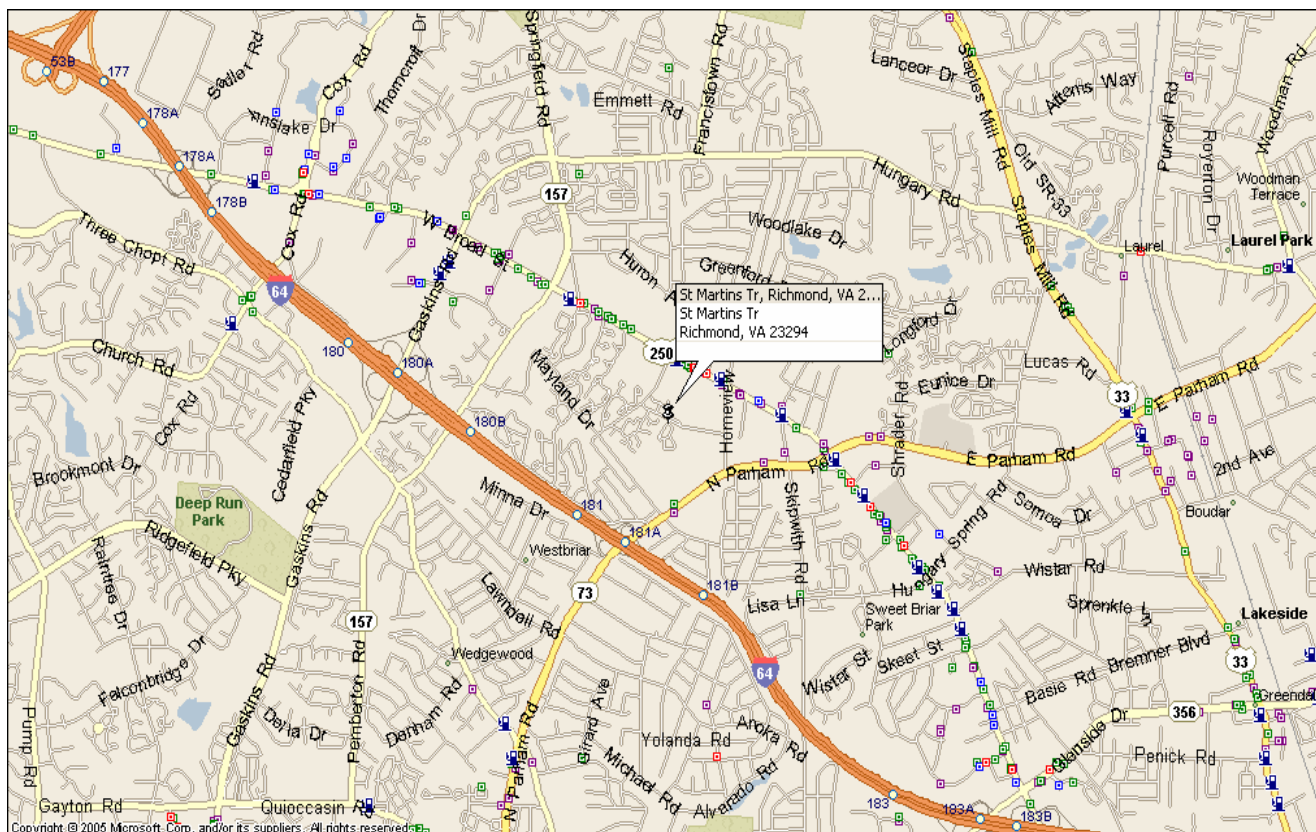 53B
177
Sadler Rd
Cox Rd
Thorncroft Dr
Springfield Rd
Emmett Rd
Francistown Rd
Lanceor Dr
Staples Mill Rd
Attems Way
Purcell Rd
Royerton Dr
Woodman Rd
178A
178A
178B
Old SR-33
Woodman
Terrace
157
Hungary Rd
Staples Mill Rd
Three Chopt Rd
Cox Rd
W Broad St
Woodlake Dr
Laurel
Laurel Park
64
Gaskins Rd
Huron A
Greenford
St Martins Tr, Richmond, VA 2...
St Martins Tr
Richmond, VA 23294
Longford Dr
250
180
180A
Church Rd
Mayland Dr
Lucas Rd
Eunice Dr
E Parham Rd
33
Cox Rd
Cedarfield Pky
180B
Shrader Rd
Brookmont Dr
N Parham Rd
E Parham Rd
2nd Ave
Deep Run
Park
Minna Dr
181
Skipwith Rd
Hungary Spring Rd
Somoa Dr
Boudar
Ridgefield Pky
Gaskins Rd
Westbriar
181A
Raintree Dr
73
181B
Wistar Rd
Lawndell Rd
Lisa Ln
Sweet Briar
Park
Sprenkle Ln
Lakeside
157
Wedgewood
Wistar St
Skeet St
Basie Rd
Bremner Blvd
33
Falconbridge Dr
64
Greenda
Pump Rd
Gaskins Rd
Delyla Dr
Pemberton Rd
Denham Rd
N Parham Rd
Girard Ave
Yolanda Rd
Aroka Rd
Glenside Dr
356
Penick Rd
Michael Rd
Alvarado Rd
183
183A
183B
Gayton Rd
Quioccasin R
Copyright © 2005 Microsoft Corp. and/or its suppliers. All rights reserved.